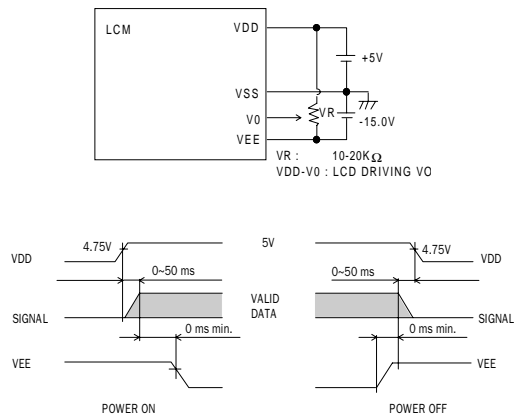 LCM
VDD
+5V
VSS
V0
VR
-15.0V
VEE
VR : 10-20KΩ
VDD-V0 : LCD DRIVING VO
4.75V
5V
4.75V
VDD
VDD
0~50 ms
0~50 ms
VALID
DATA
SIGNAL
SIGNAL
0 ms min.
0 ms min.
VEE
VEE
POWER ON
POWER OFF